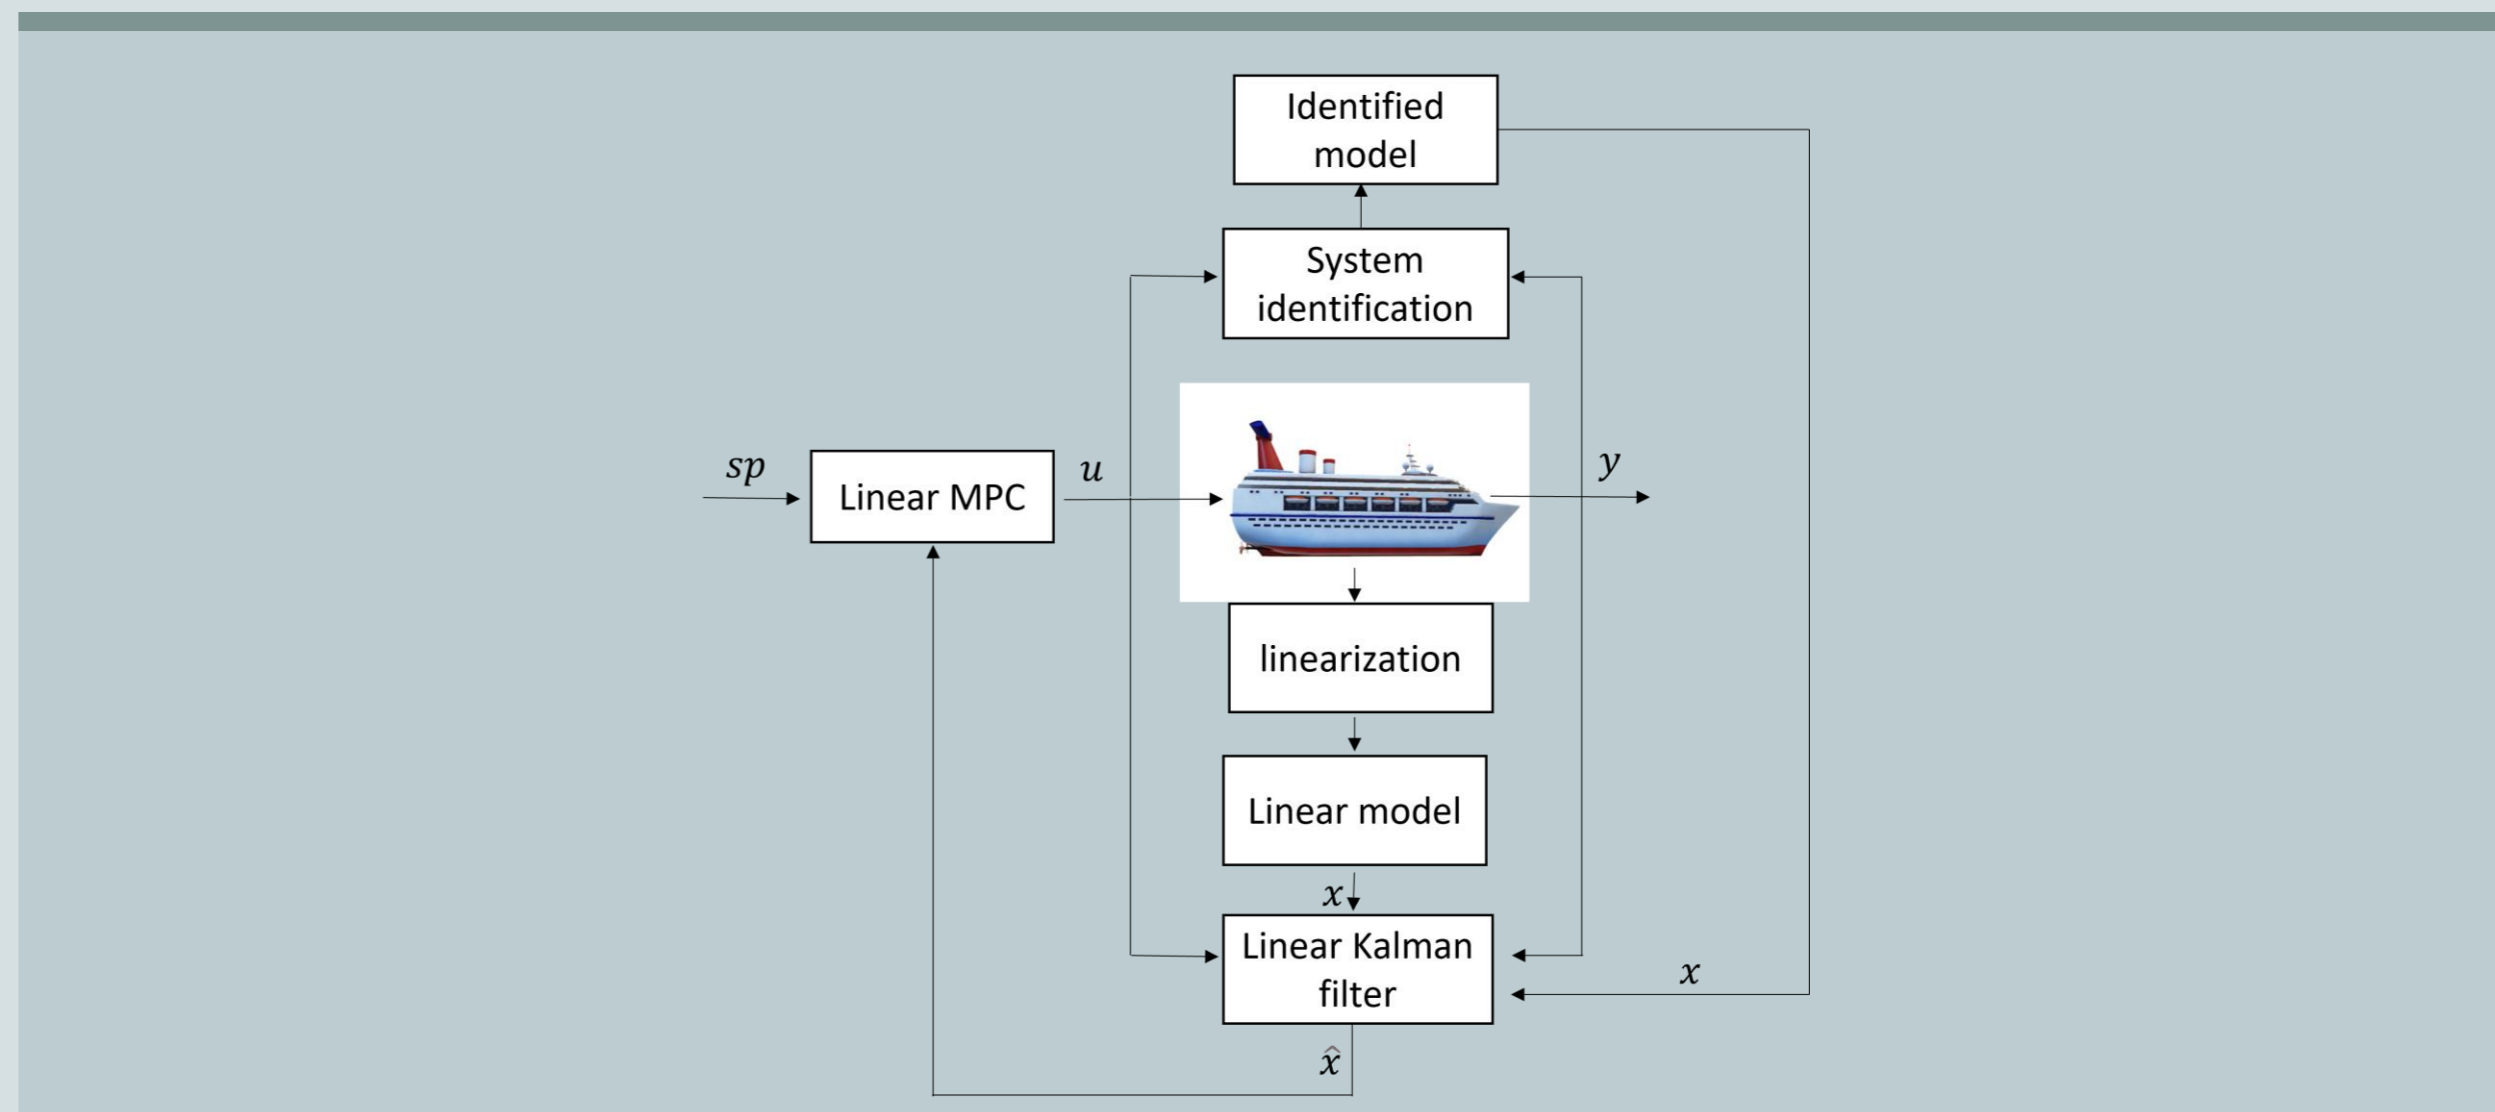 Identified
model
System
identification
sp
Linear MPC
u
y
linearization
Linear model
x
Linear Kalman
filter
x
x̂